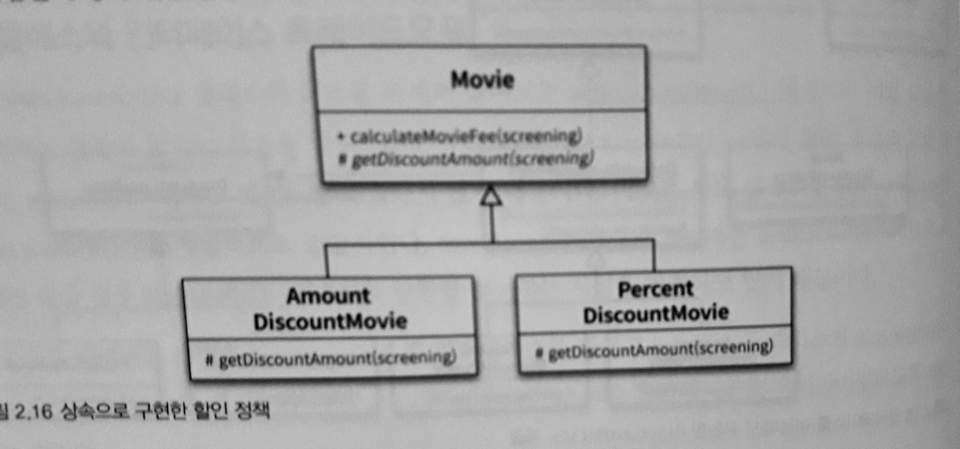 Movie
+ calculateMovieFee(screening)
# getDiscountAmount(screening)
Amount
DiscountMovie
# getDiscountAmount(screening)
Percent
DiscountMovie
# getDiscountAmount(screening)
2.16 상속으로 구현한 할인 정책